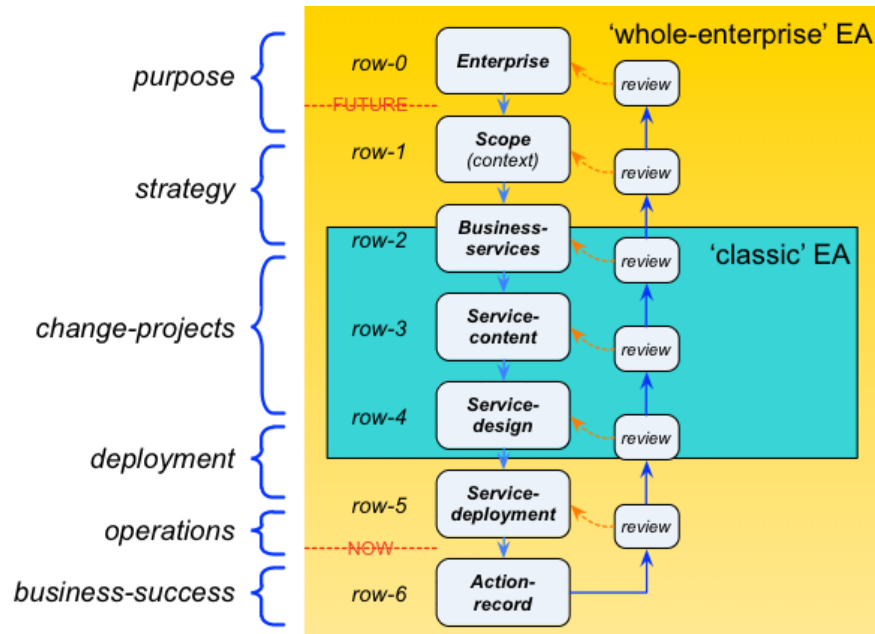 'whole-enterprise' EA
purpose
row-0
Enterprise
review
FUTURE
strategy
row-1
Scope
(context)
review
row-2
Business-
services
review
'classic' EA
change-projects
row-3
Service-
content
review
row-4
Service-
design
review
deployment
row-5
Service-
deployment
review
operations
NOW
business-success
row-6
Action-
record